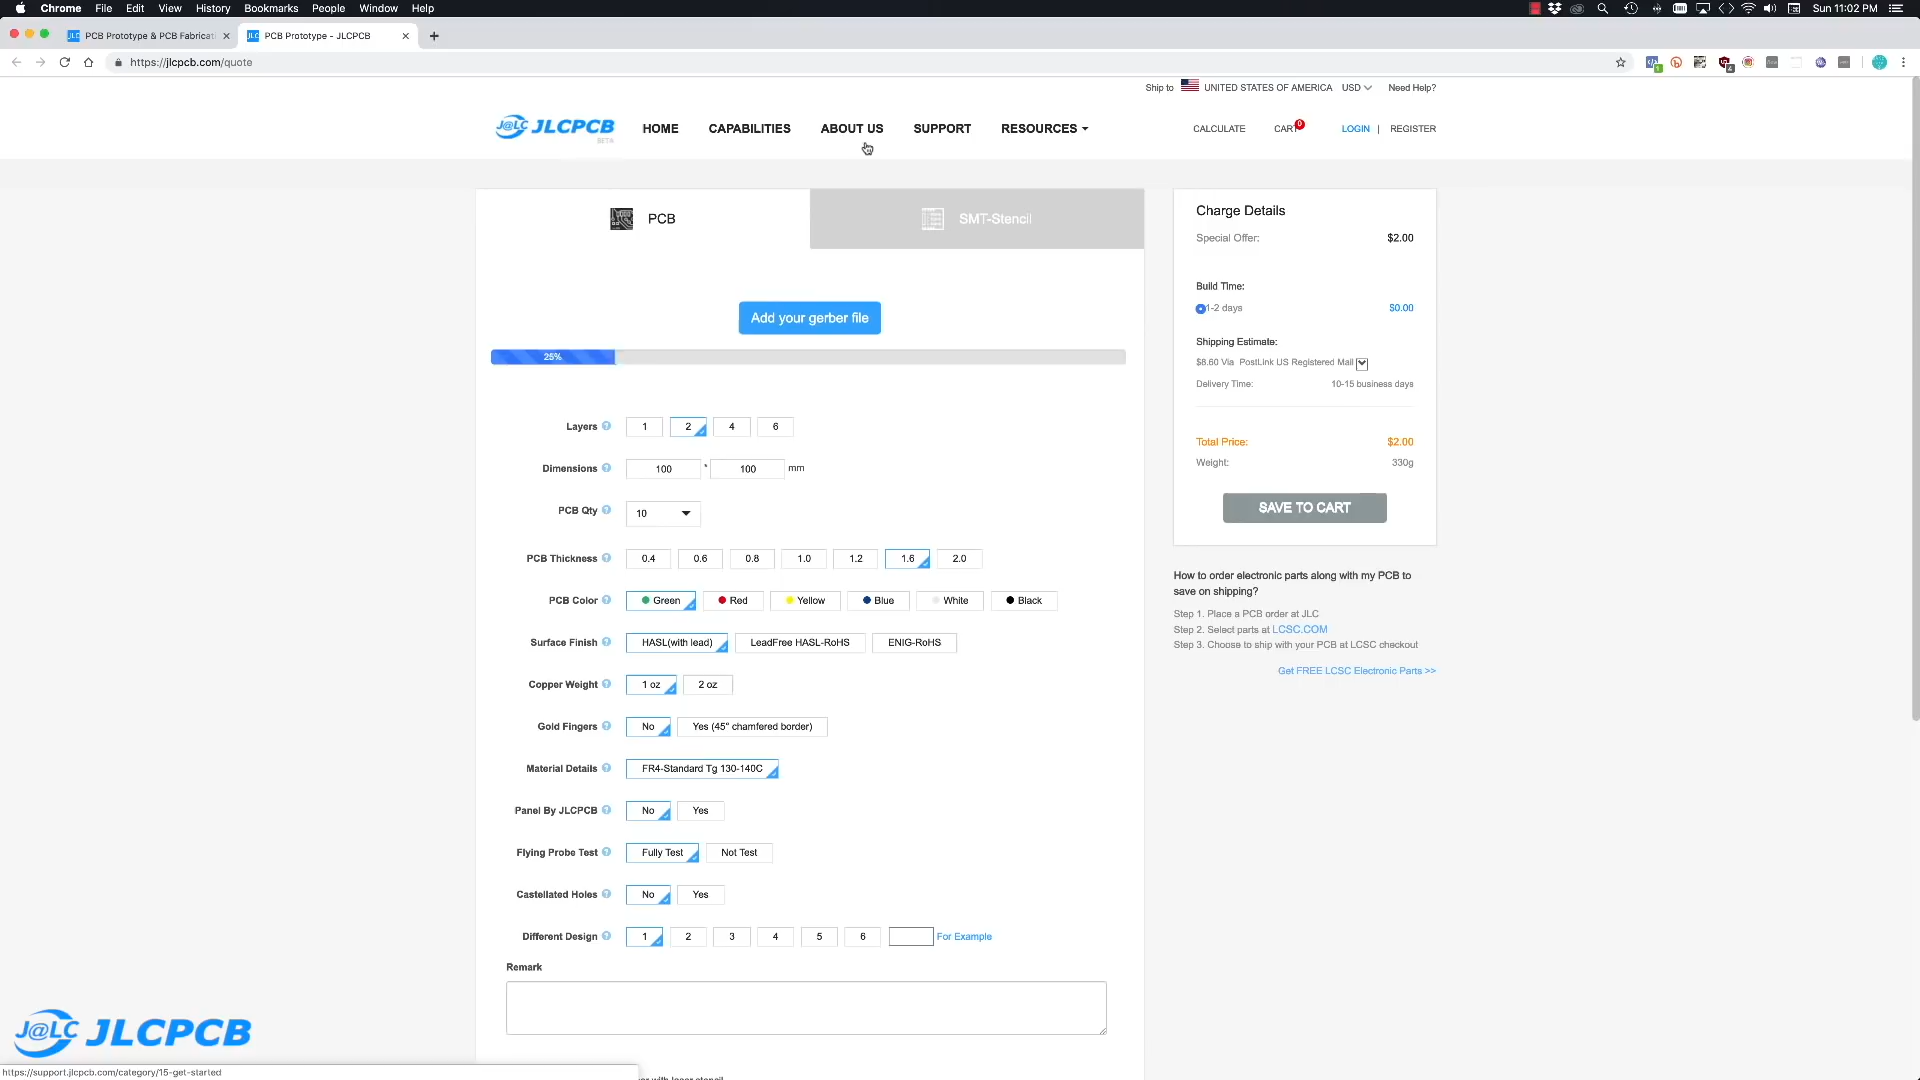 Chrome File Edit View History Bookmarks People Window Help Sun 11:02 PM
PCB Prototype & PCB Fabricati PCB Prototype - JLCPCB
https://jlcpcb.com/quote
Ship to UNITED STATES OF AMERICA USD Need Help?
J@LC JLCPCB HOME CAPABILITIES ABOUT US SUPPORT RESOURCES CALCULATE CART 0 LOGIN | REGISTER
BETA
PCB SMT-Stencil
Add your gerber file
25%
Layers 1 2 4 6
Dimensions 100 * 100 mm
PCB Qty 10
PCB Thickness 0.4 0.6 0.8 1.0 1.2 1.6 2.0
PCB Color Green Red Yellow Blue White Black
Surface Finish HASL(with lead) LeadFree HASL-RoHS ENIG-RoHS
Copper Weight 1 oz 2 oz
Gold Fingers No Yes (45° chamfered border)
Material Details FR4-Standard Tg 130-140C
Panel By JLCPCB No Yes
Flying Probe Test Fully Test Not Test
Castellated Holes No Yes
Different Design 1 2 3 4 5 6 For Example
Remark
Charge Details
Special Offer: $2.00
Build Time:
1-2 days $0.00
Shipping Estimate:
$8.60 Via PostLink US Registered Mail
Delivery Time: 10-15 business days
Total Price: $2.00
Weight: 330g
SAVE TO CART
How to order electronic parts along with my PCB to
save on shipping?
Step 1. Place a PCB order at JLC
Step 2. Select parts at LCSC.COM
Step 3. Choose to ship with your PCB at LCSC checkout
Get FREE LCSC Electronic Parts >>
J@LC JLCPCB
https://support.jlcpcb.com/category/15-get-started